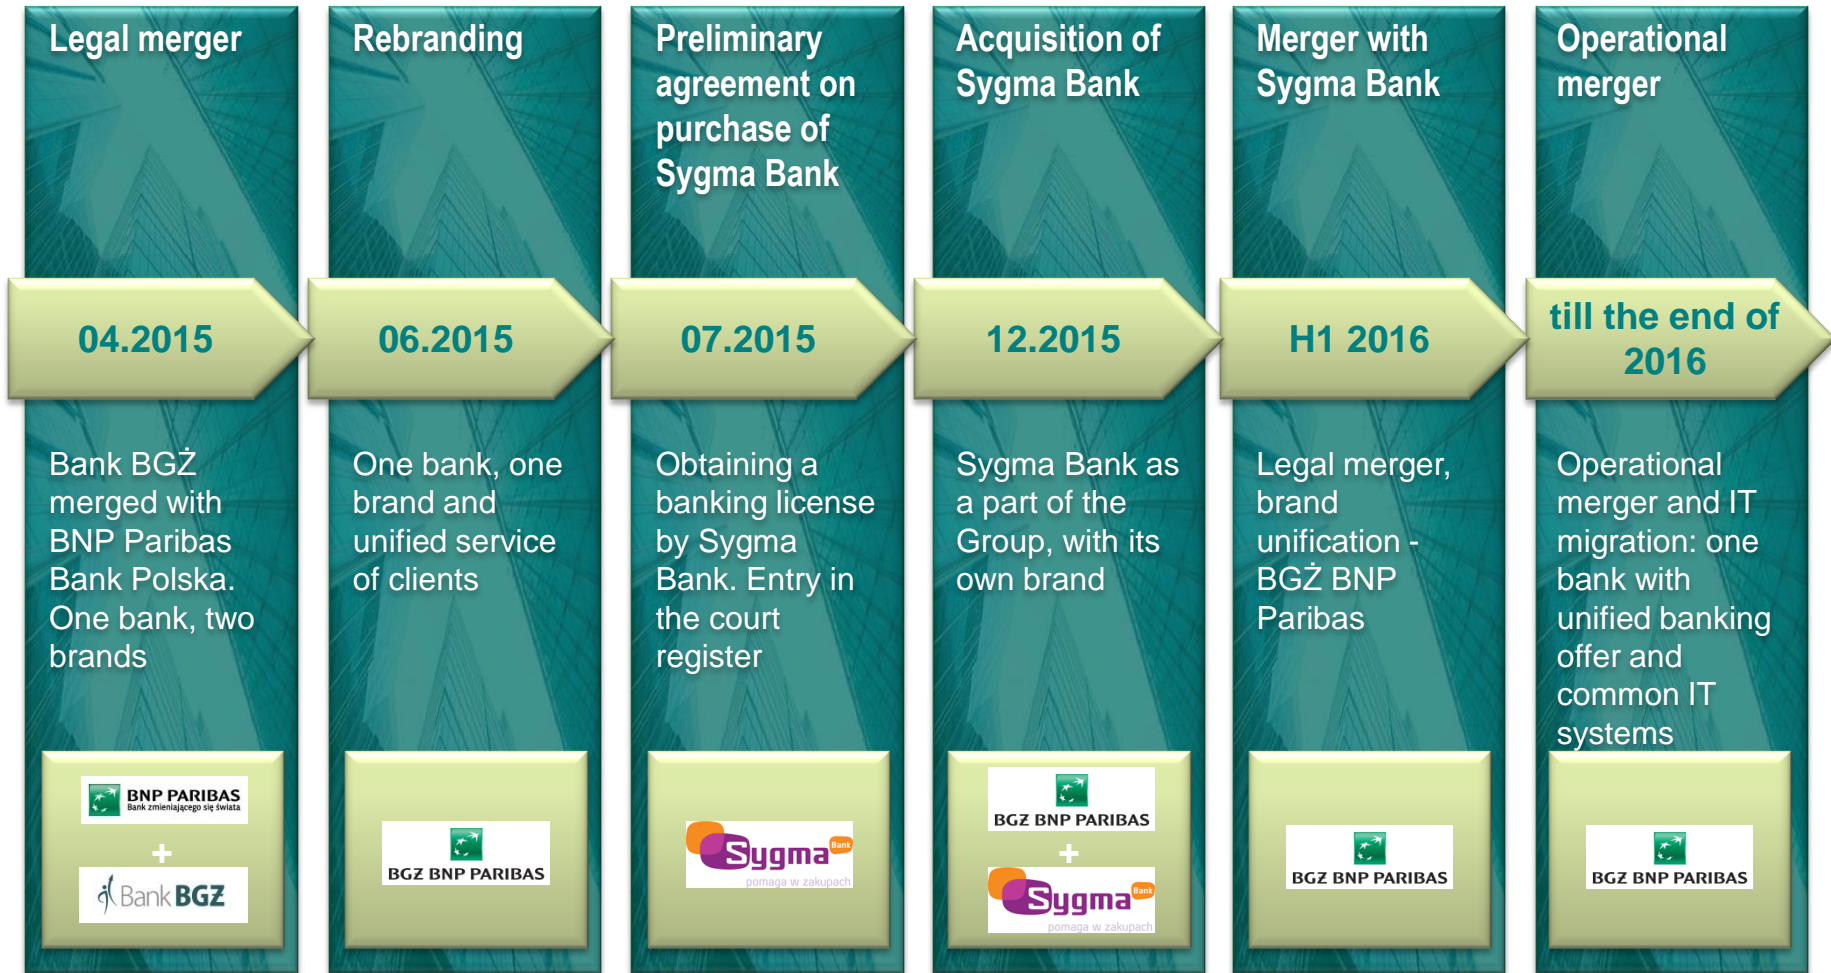 Legal merger
04.2015
Bank BGŻ
merged with
BNP Paribas
Bank Polska.
One bank, two
brands
BNP PARIBAS
Bank zmieniającego się świata
+
Bank BGŻ
Rebranding
06.2015
One bank, one
brand and
unified service
of clients
BGŻ BNP PARIBAS
Preliminary
agreement on
purchase of
Sygma Bank
07.2015
Obtaining a
banking license
by Sygma
Bank. Entry in
the court
register
Sygma Bank
pomaga w zakupach
Acquisition of
Sygma Bank
12.2015
Sygma Bank as
a part of the
Group, with its
own brand
BGŻ BNP PARIBAS
+
Sygma Bank
pomaga w zakupach
Merger with
Sygma Bank
H1 2016
Legal merger,
brand
unification -
BGŻ BNP
Paribas
BGŻ BNP PARIBAS
Operational
merger
till the end of
2016
Operational
merger and IT
migration: one
bank with
unified banking
offer and
common IT
systems
BGŻ BNP PARIBAS